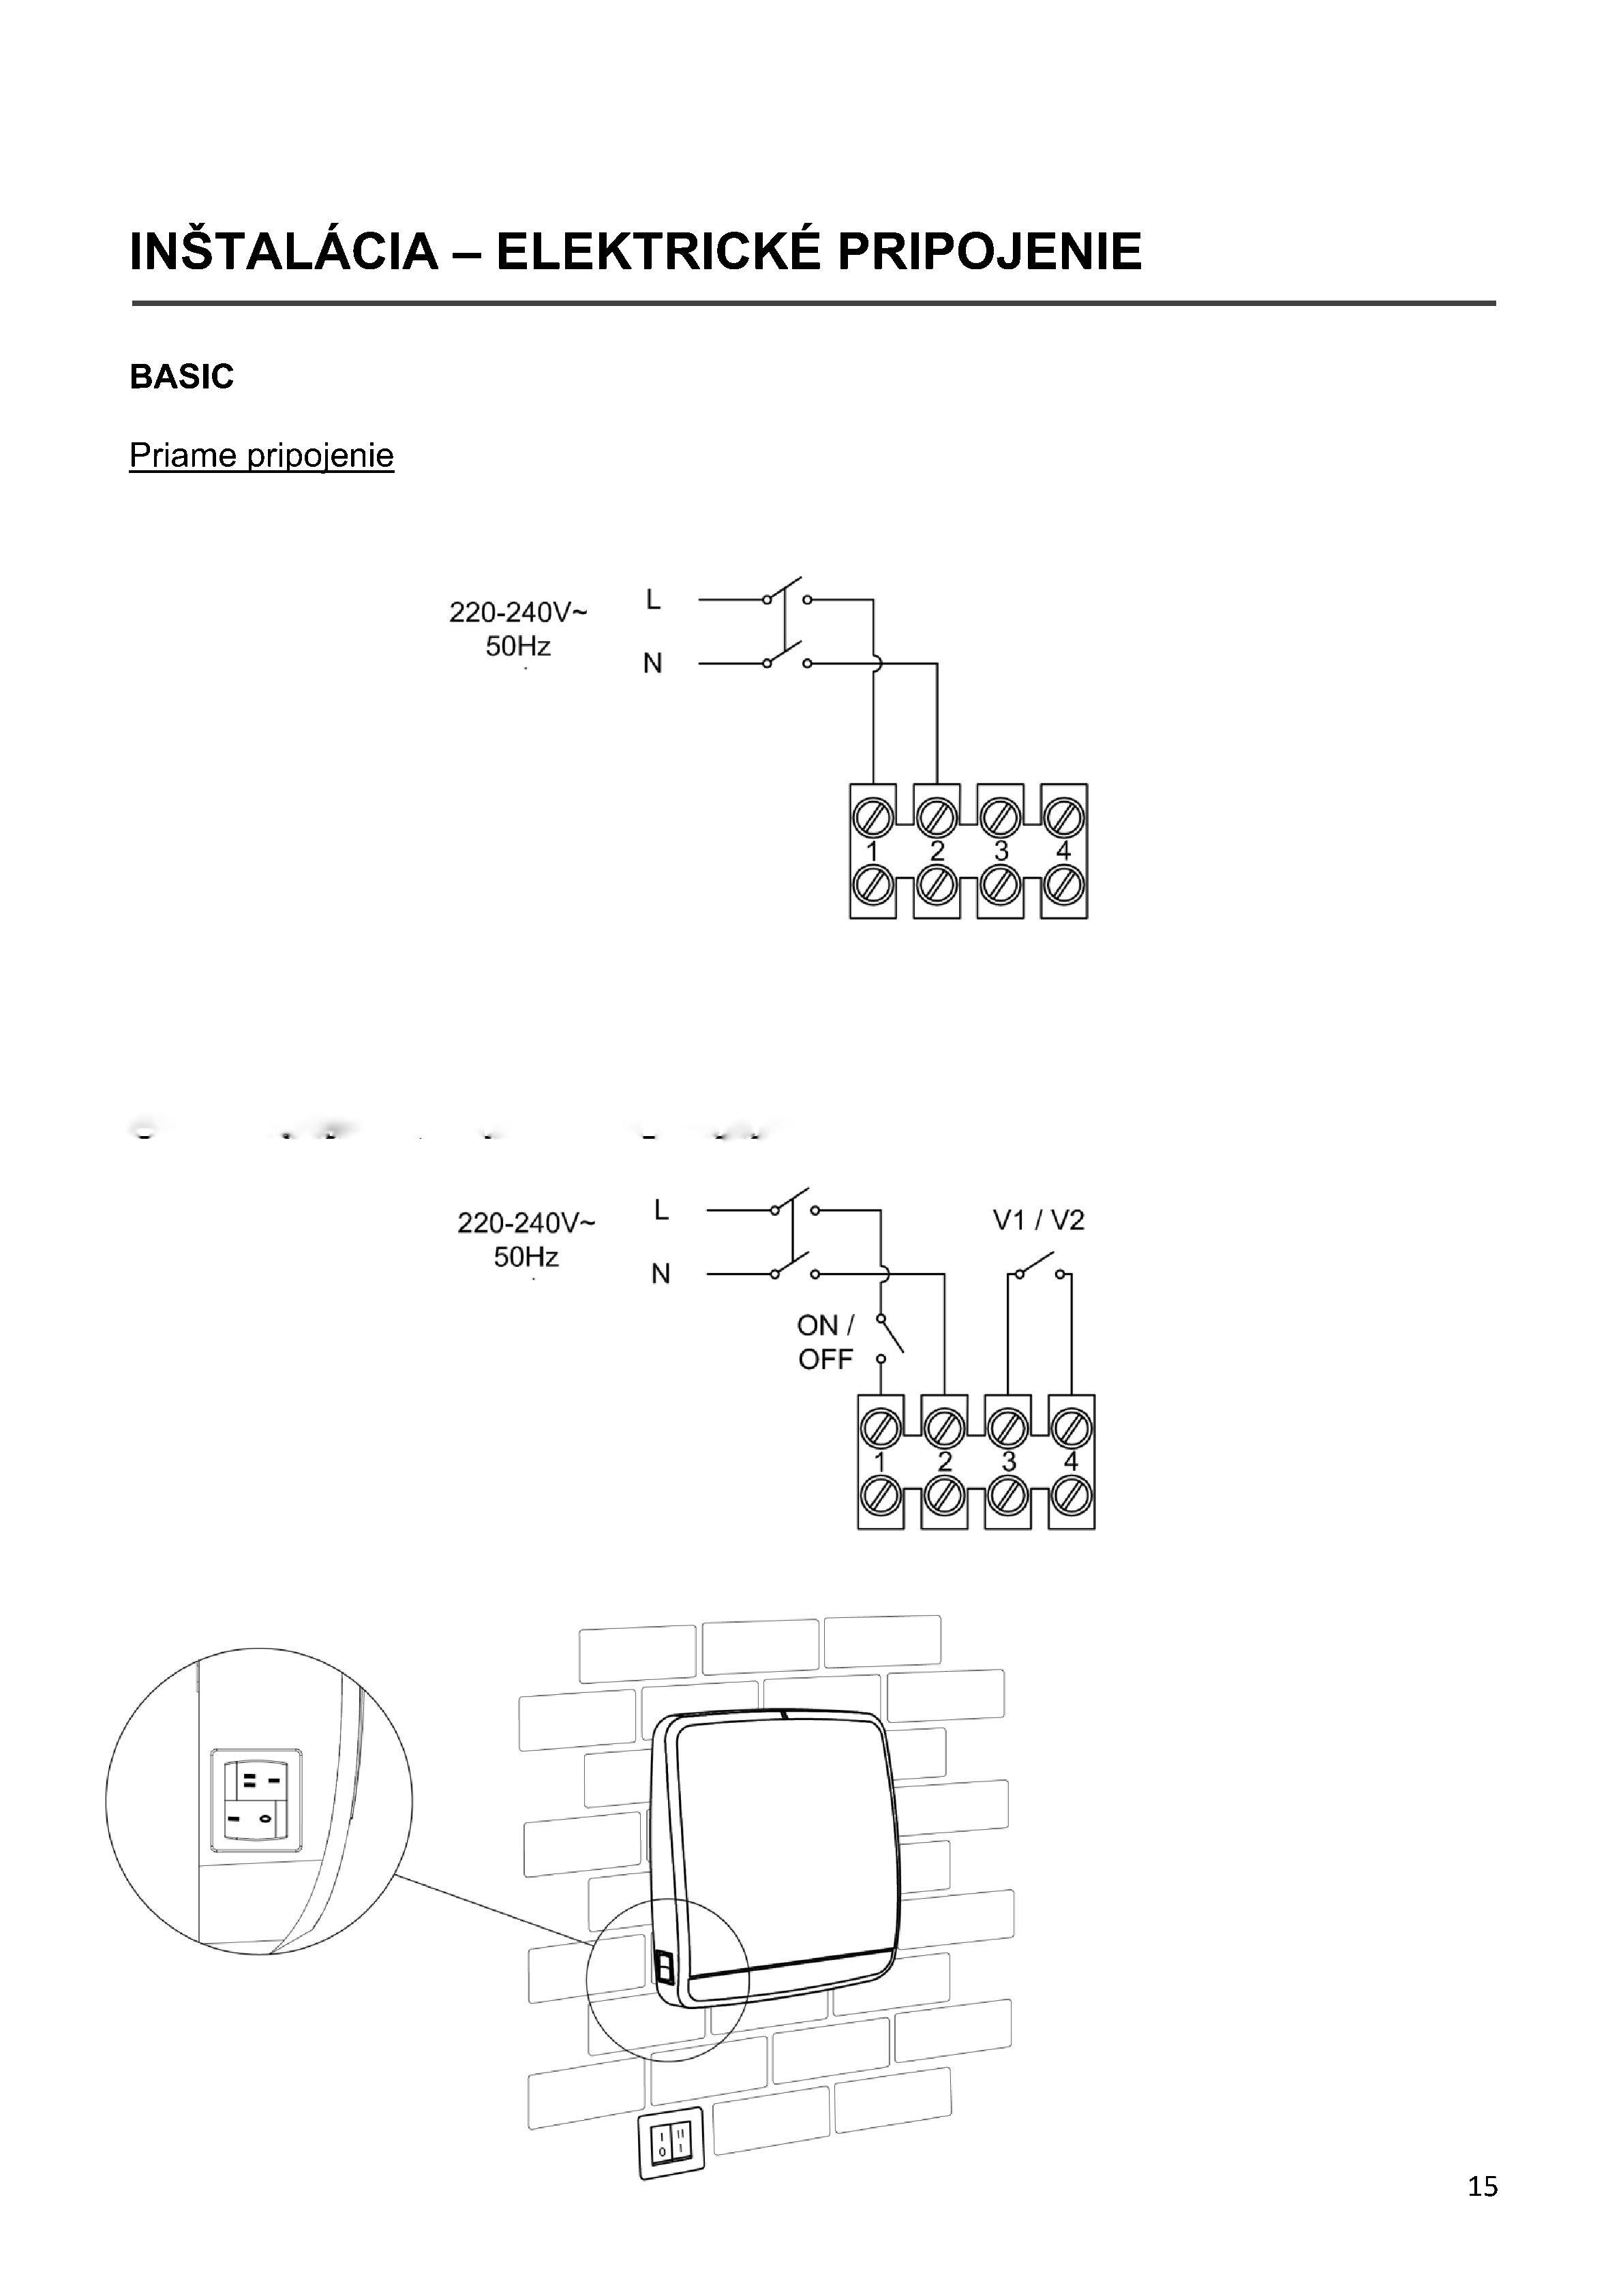 INŠTALÁCIA – ELEKTRICKÉ PRIPOJENIE
BASIC
Priame pripojenie
220-240V~
50Hz
L
N
1 2 3 4
220-240V~
50Hz
L
N
V1 / V2
ON /
OFF
1 2 3 4
15